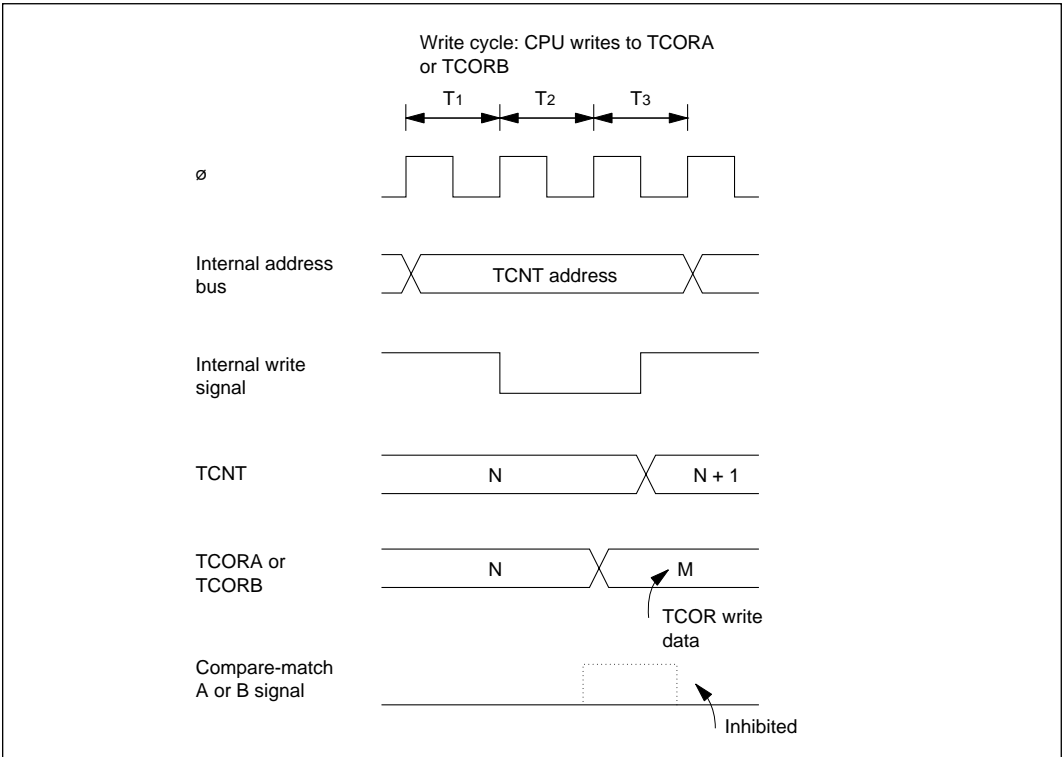 Write cycle: CPU writes to TCORA
or TCORB
T1 T2 T3
ø
Internal address
bus
TCNT address
Internal write
signal
TCNT
N
N + 1
TCORA or
TCORB
N
M
TCOR write
data
Compare-match
A or B signal
Inhibited